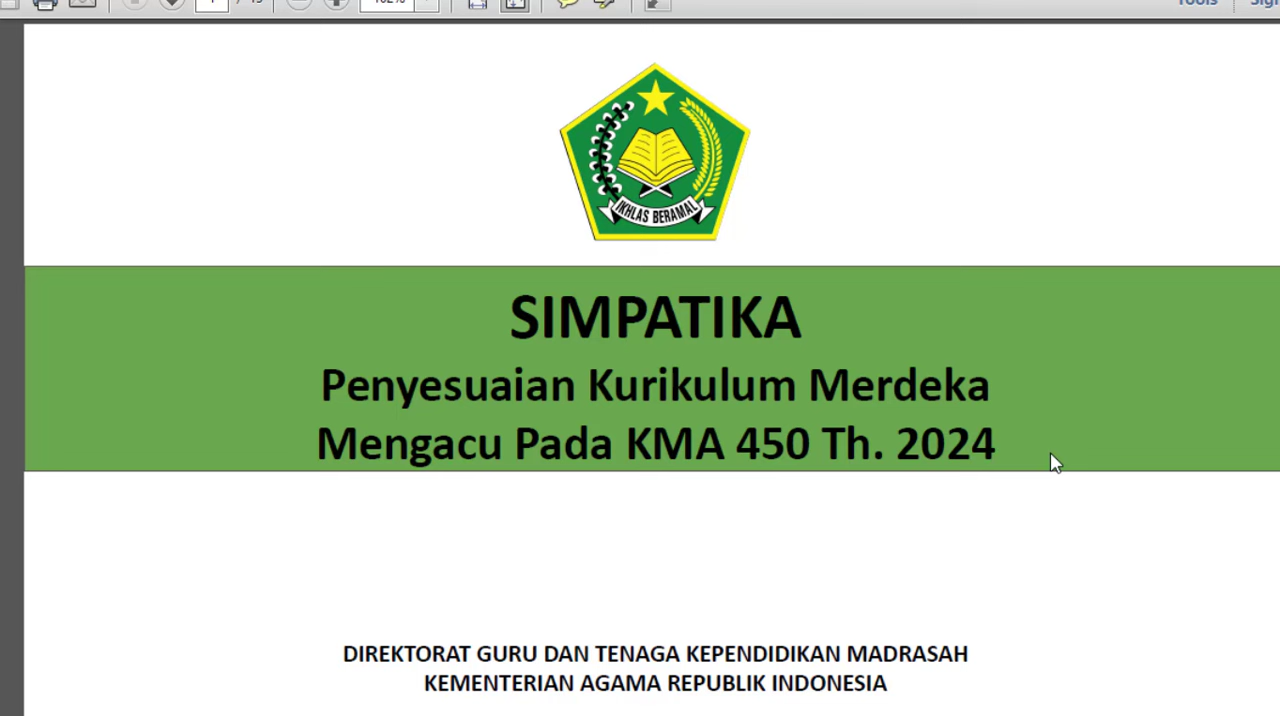 Tools
IKHLAS BERAMAL
SIMPATIKA
Penyesuaian Kurikulum Merdeka
Mengacu Pada KMA 450 Th. 2024
DIREKTORAT GURU DAN TENAGA KEPENDIDIKAN MADRASAH
KEMENTERIAN AGAMA REPUBLIK INDONESIA